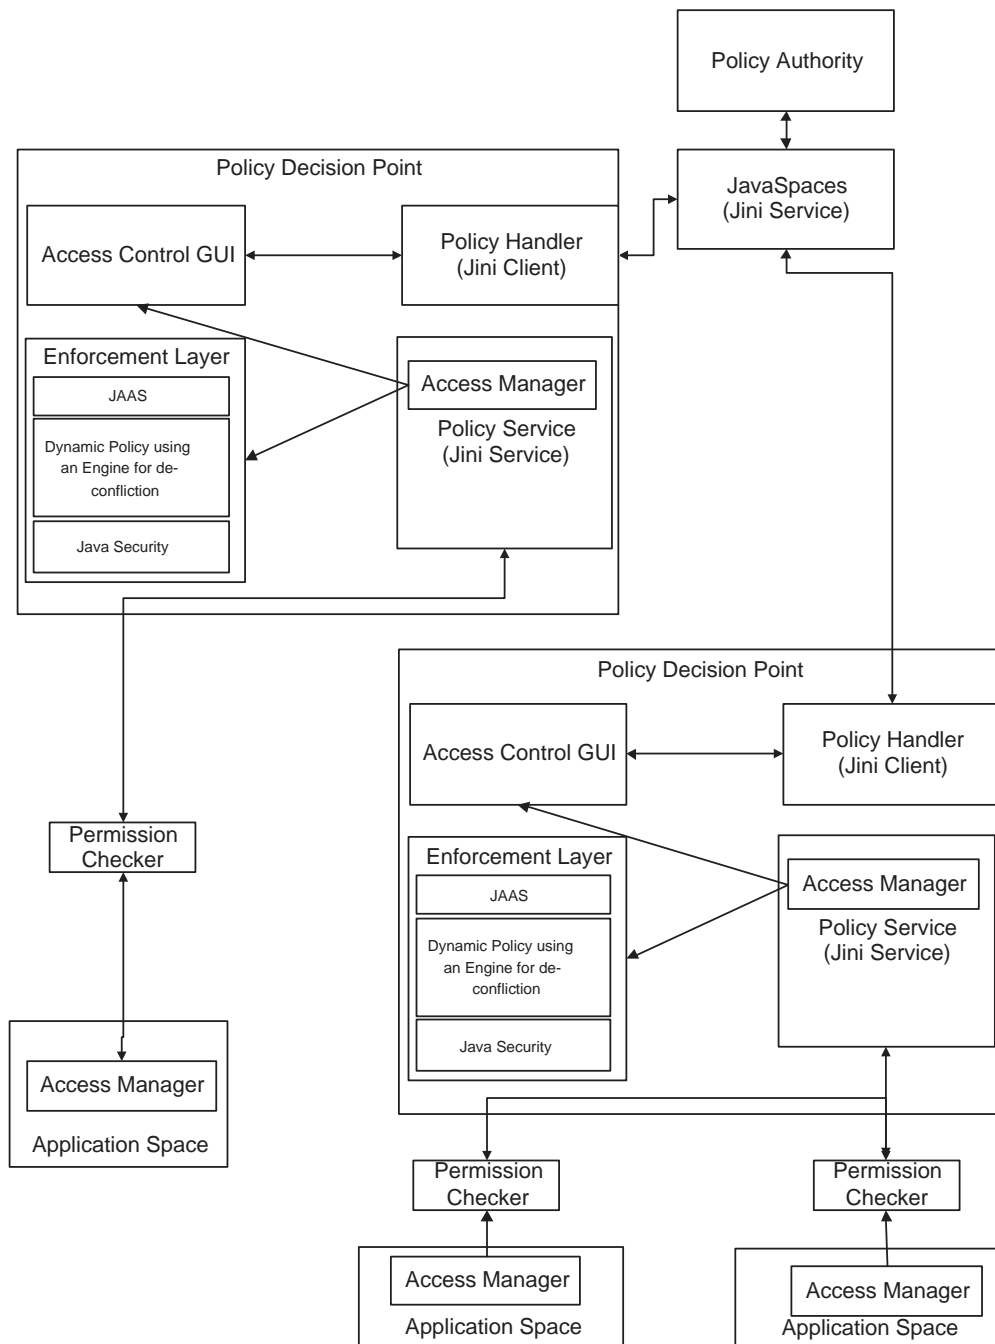 Policy Authority
Policy Decision Point
JavaSpaces
(Jini Service)
Access Control GUI
Policy Handler
(Jini Client)
Enforcement Layer
JAAS
Dynamic Policy using
an Engine for de-
confliction
Java Security
Access Manager
Policy Service
(Jini Service)
Policy Decision Point
Access Control GUI
Policy Handler
(Jini Client)
Permission
Checker
Enforcement Layer
JAAS
Dynamic Policy using
an Engine for de-
confliction
Java Security
Access Manager
Policy Service
(Jini Service)
Access Manager
Application Space
Permission
Checker
Permission
Checker
Access Manager
Application Space
Access Manager
Application Space